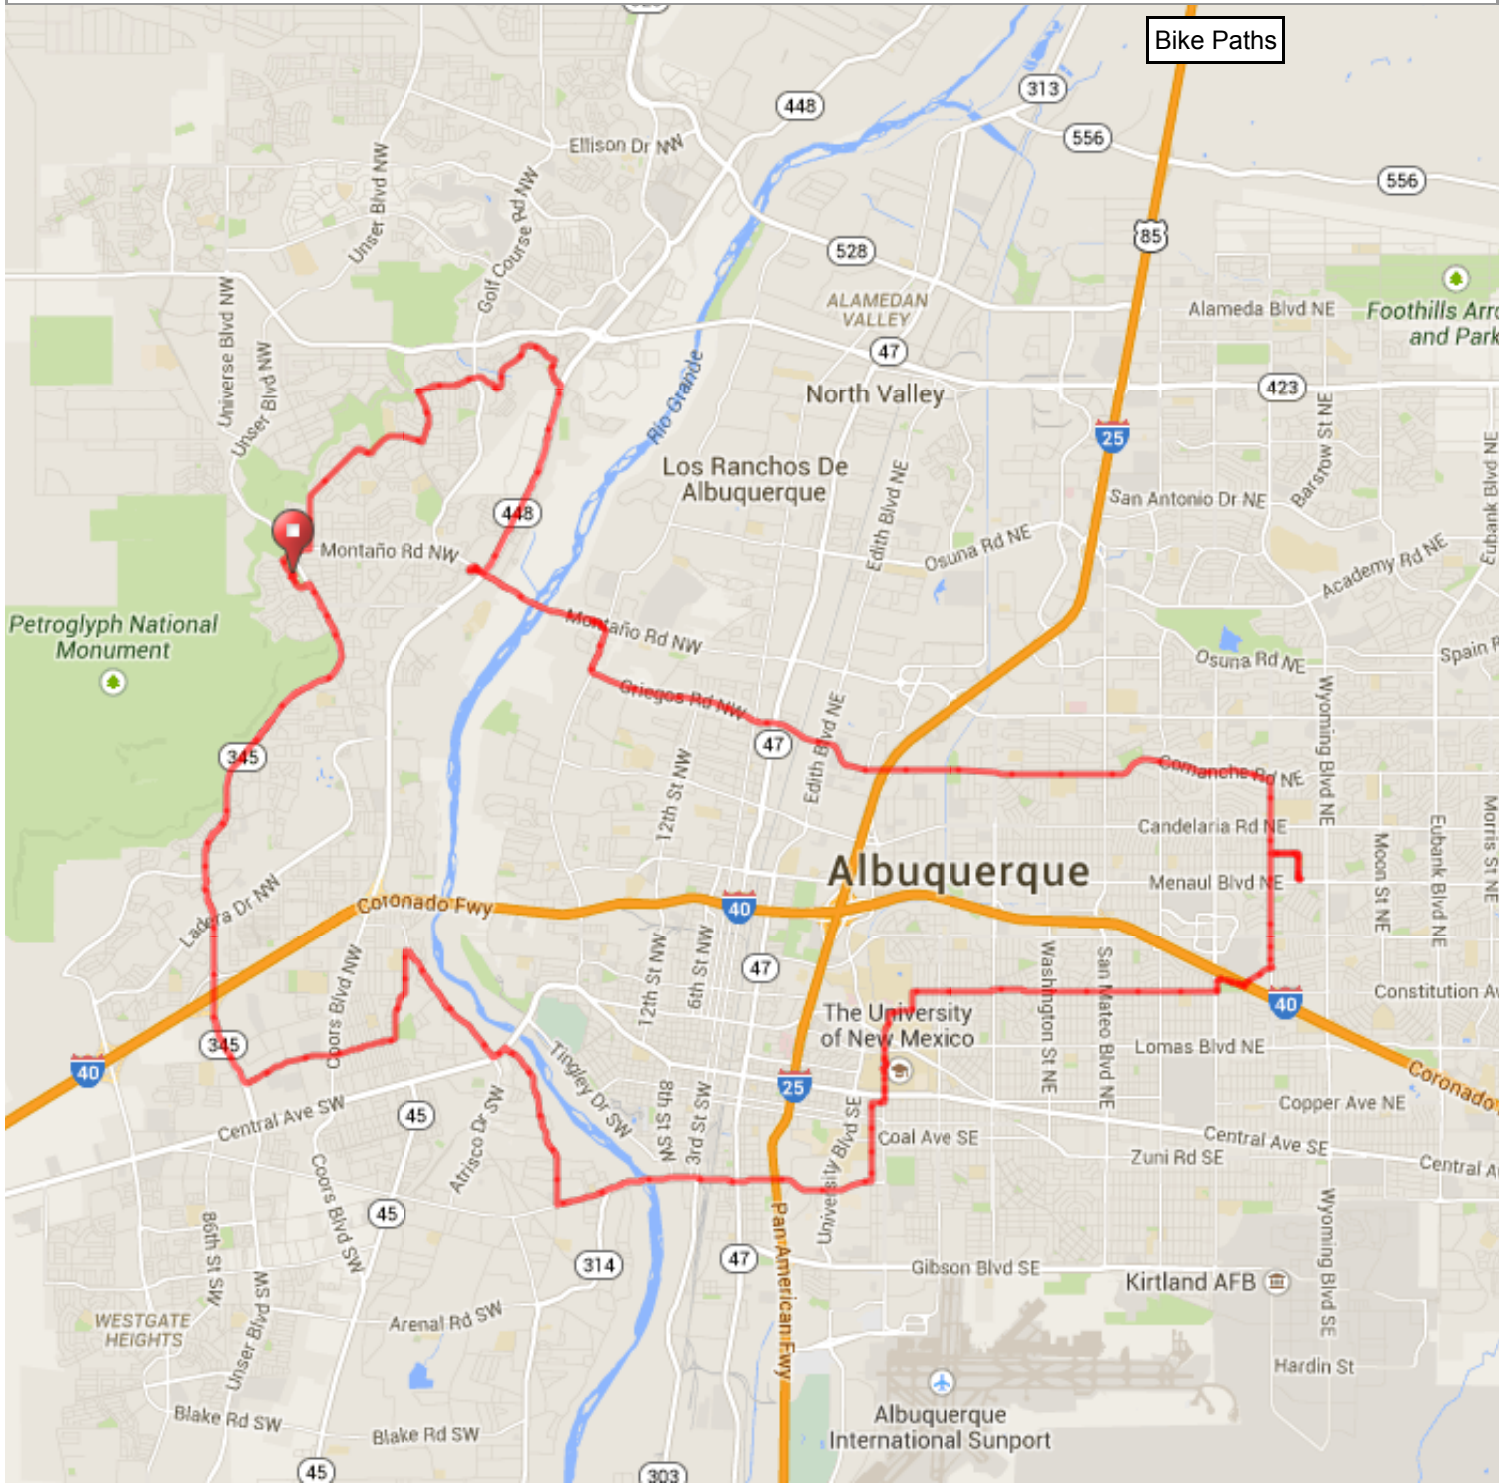 Bike Paths
313
448
556
Ellison Dr NW
556
Unser Blvd NW
Golf Course Rd NW
85
528
Universe Blvd NW
ALAMEDAN
VALLEY
Alameda Blvd NE
Foothills Arro
and Park
Unser Blvd NW
47
Rio Grande
North Valley
423
Barstow St NE
25
Los Ranchos De
Albuquerque
Edith Blvd NE
San Antonio Dr NE
Eubank Blvd NE
448
Montaño Rd NW
Osuna Rd NE
Academy Rd NE
Petroglyph National
Monument
Montaño Rd NW
Osuna Rd NE
Spain R
Griegos Rd NW
Wyoming Blvd NE
345
47
Edith Blvd NE
12th St NW
Comanche Rd NE
Candelaria Rd NE
Morris St NE
Albuquerque
Menaul Blvd NE
Moon St NE
Eubank Blvd NE
Ladera Dr NW
Coronado Fwy
40
12th St NW
6th St NW
47
Washington St NE
San Mateo Blvd NE
Constitution Av
Coors Blvd NW
40
The University
of New Mexico
345
Lomas Blvd NE
40
Tingley Dr SW
25
Coronado
Central Ave SW
45
Atrisco Dr SW
8th St NW
3rd St SW
University Blvd SE
Copper Ave NE
Coal Ave SE
Central Ave SE
Zuni Rd SE
Central A
Coors Blvd SW
45
86th St SW
Pan American Fwy
Wyoming Blvd SE
314
47
Gibson Blvd SE
Kirtland AFB
WESTGATE
HEIGHTS
Unser Blvd SW
Arenal Rd SW
Hardin St
Blake Rd SW
Blake Rd SW
Albuquerque
International Sunport
45
303